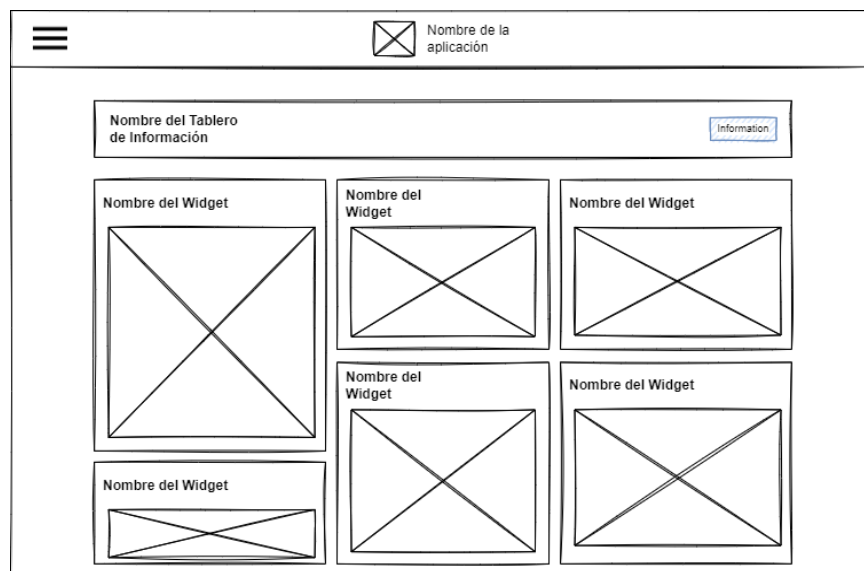 Nombre de la
aplicación
Nombre del Tablero
de Información
Information
Nombre del Widget
Nombre del
Widget
Nombre del Widget
Nombre del
Widget
Nombre del Widget
Nombre del Widget